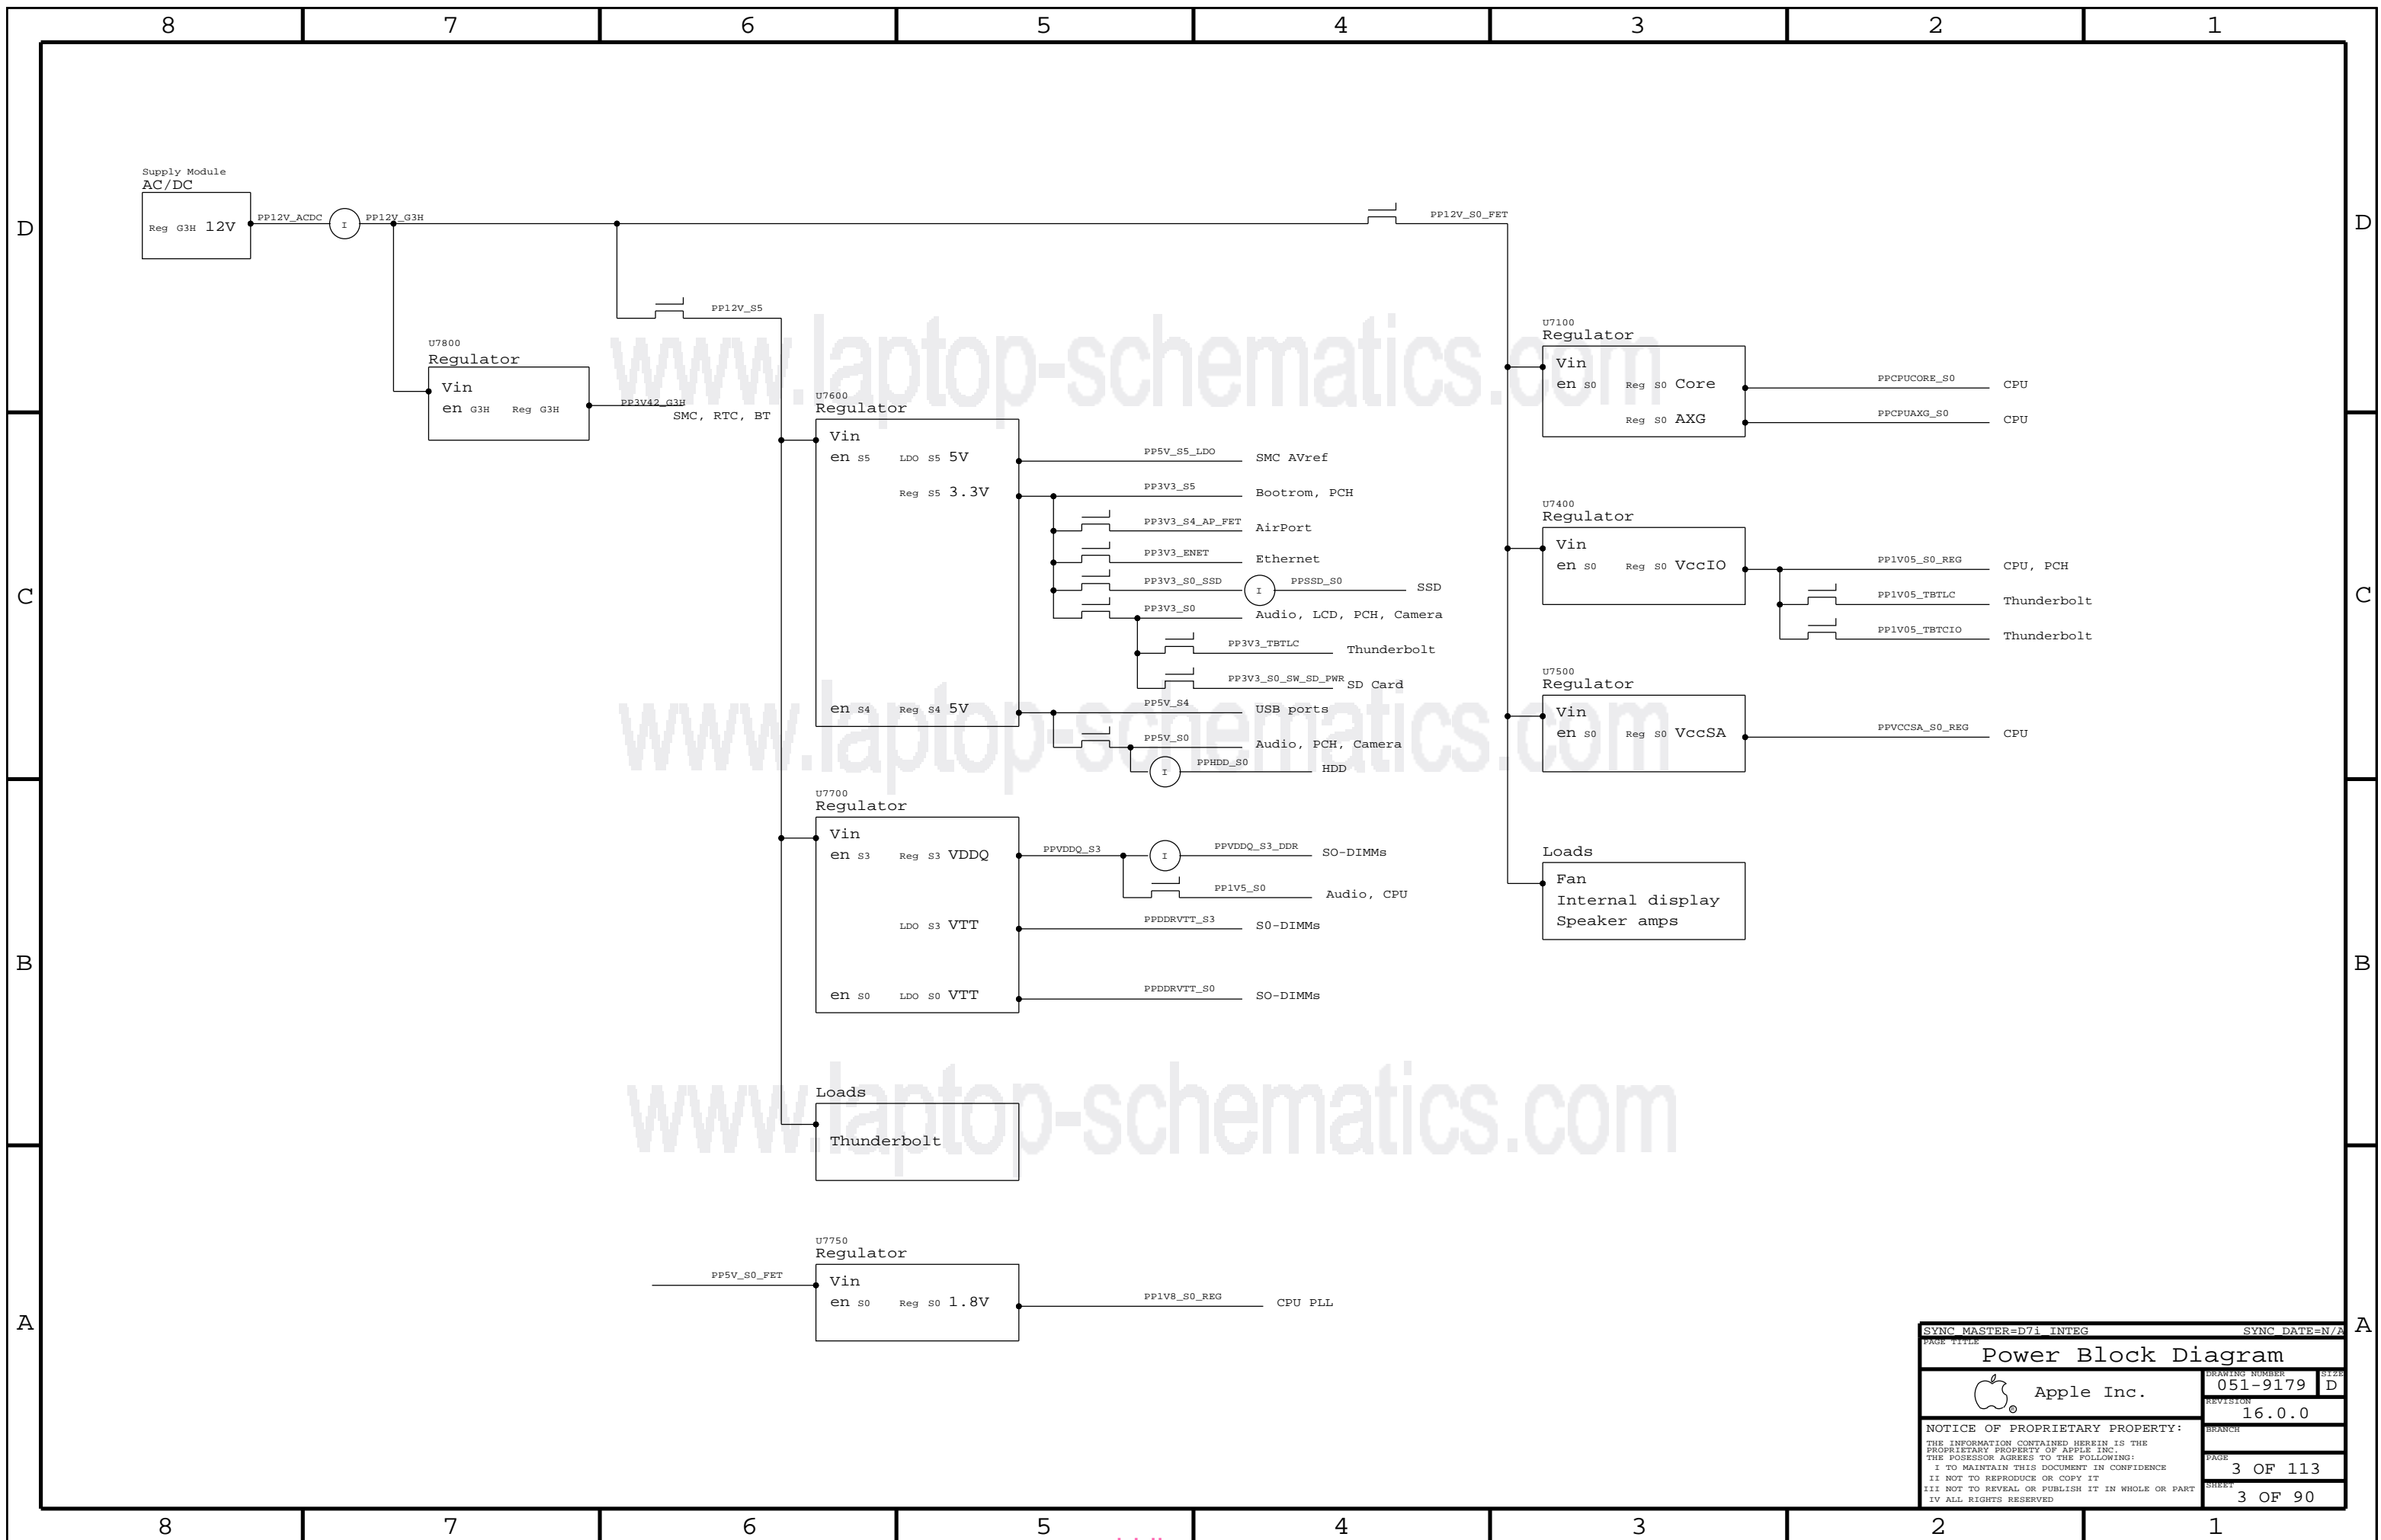 8 7 6 5 4 3 2 1
D
D
C
C
B
B
A
A
Supply Module
AC/DC
Reg G3H 12V
PP12V_ACDC
I
PP12V_G3H
PP12V_S0_FET
PP12V_S5
U7800
Regulator
Vin
en G3H Reg G3H
PP3V42_G3H
SMC, RTC, BT
U7600
Regulator
Vin
en S5 LDO S5 5V
Reg S5 3.3V
en S4 Reg S4 5V
PP5V_S5_LDO SMC AVref
PP3V3_S5 Bootrom, PCH
PP3V3_S4_AP_FET AirPort
PP3V3_ENET Ethernet
PP3V3_S0_SSD I PPSSD_S0 SSD
PP3V3_S0 Audio, LCD, PCH, Camera
PP3V3_TBTLC Thunderbolt
PP3V3_S0_SW_SD_PWR SD Card
PP5V_S4 USB ports
PP5V_S0 Audio, PCH, Camera
I PPHDD_S0 HDD
U7700
Regulator
Vin
en S3 Reg S3 VDDQ
LDO S3 VTT
en S0 LDO S0 VTT
PPVDDQ_S3 I PPVDDQ_S3_DDR SO-DIMMs
PP1V5_S0 Audio, CPU
PPDDRVTT_S3 S0-DIMMs
PPDDRVTT_S0 SO-DIMMs
Loads
Thunderbolt
U7750
Regulator
PP5V_S0_FET
Vin
en S0 Reg S0 1.8V
PP1V8_S0_REG CPU PLL
U7100
Regulator
Vin
en S0 Reg S0 Core
Reg S0 AXG
PPCPUCORE_S0 CPU
PPCPUAXG_S0 CPU
U7400
Regulator
Vin
en S0 Reg S0 VccIO
PP1V05_S0_REG CPU, PCH
PP1V05_TBTLC Thunderbolt
PP1V05_TBTCIO Thunderbolt
U7500
Regulator
Vin
en S0 Reg S0 VccSA
PPVCCSA_S0_REG CPU
Loads
Fan
Internal display
Speaker amps
www.laptop-schematics.com
www.laptop-schematics.com
www.laptop-schematics.com
SYNC_MASTER=D7i_INTEG SYNC_DATE=N/A
PAGE TITLE
Power Block Diagram
Apple Inc.
®
DRAWING NUMBER
051-9179
SIZE
D
REVISION
16.0.0
BRANCH
PAGE
3 OF 113
SHEET
3 OF 90
NOTICE OF PROPRIETARY PROPERTY:
THE INFORMATION CONTAINED HEREIN IS THE
PROPRIETARY PROPERTY OF APPLE INC.
THE POSESSOR AGREES TO THE FOLLOWING:
I TO MAINTAIN THIS DOCUMENT IN CONFIDENCE
II NOT TO REPRODUCE OR COPY IT
III NOT TO REVEAL OR PUBLISH IT IN WHOLE OR PART
IV ALL RIGHTS RESERVED
8 7 6 5 4 3 2 1